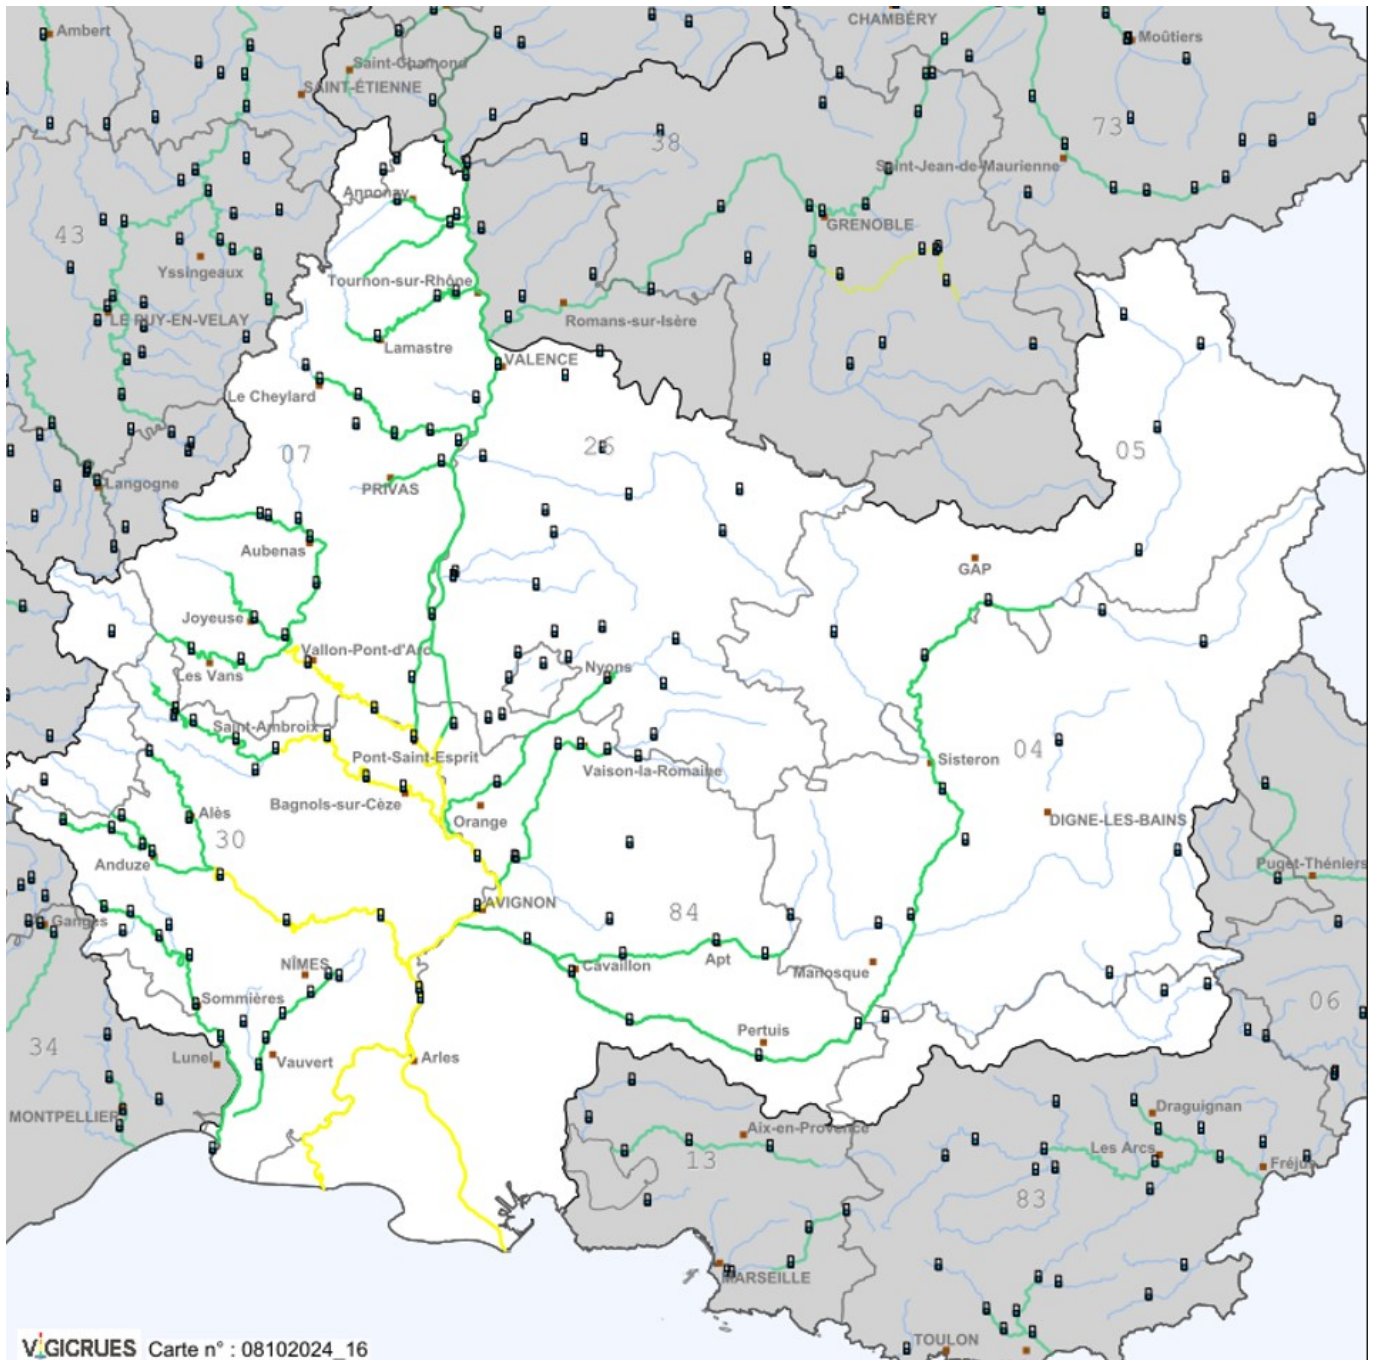 CHAMBÉRY
Ambert
Moûtiers
Saint-Chamond
SAINT-ÉTIENNE
73
38
Saint-Jean-de-Maurienne
Annonay
GRENOBLE
43
Yssingeaux
Tournon-sur-Rhône
LE PUY-EN-VELAY
Romans-sur-Isère
Lamastre
VALENCE
Le Cheylard
07
26
05
Langogne
PRIVAS
Aubenas
GAP
Joyeuse
Vallon-Pont-d'Arc
Les Vans
Nyons
Saint-Ambroix
04
Pont-Saint-Esprit
Sisteron
Vaison-la-Romaine
Bagnols-sur-Cèze
Alès
Orange
DIGNE-LES-BAINS
30
Anduze
Puget-Théniers
AVIGNON
84
Ganges
Apt
NÎMES
Cavaillon
Manosque
Sommières
06
Pertuis
34
Lunel
Vauvert
Arles
MONTPELLIER
Draguignan
Aix-en-Provence
Les Arcs
13
Fréjus
83
MARSEILLE
TOULON
VIGICRUES Carte n° : 08102024_16